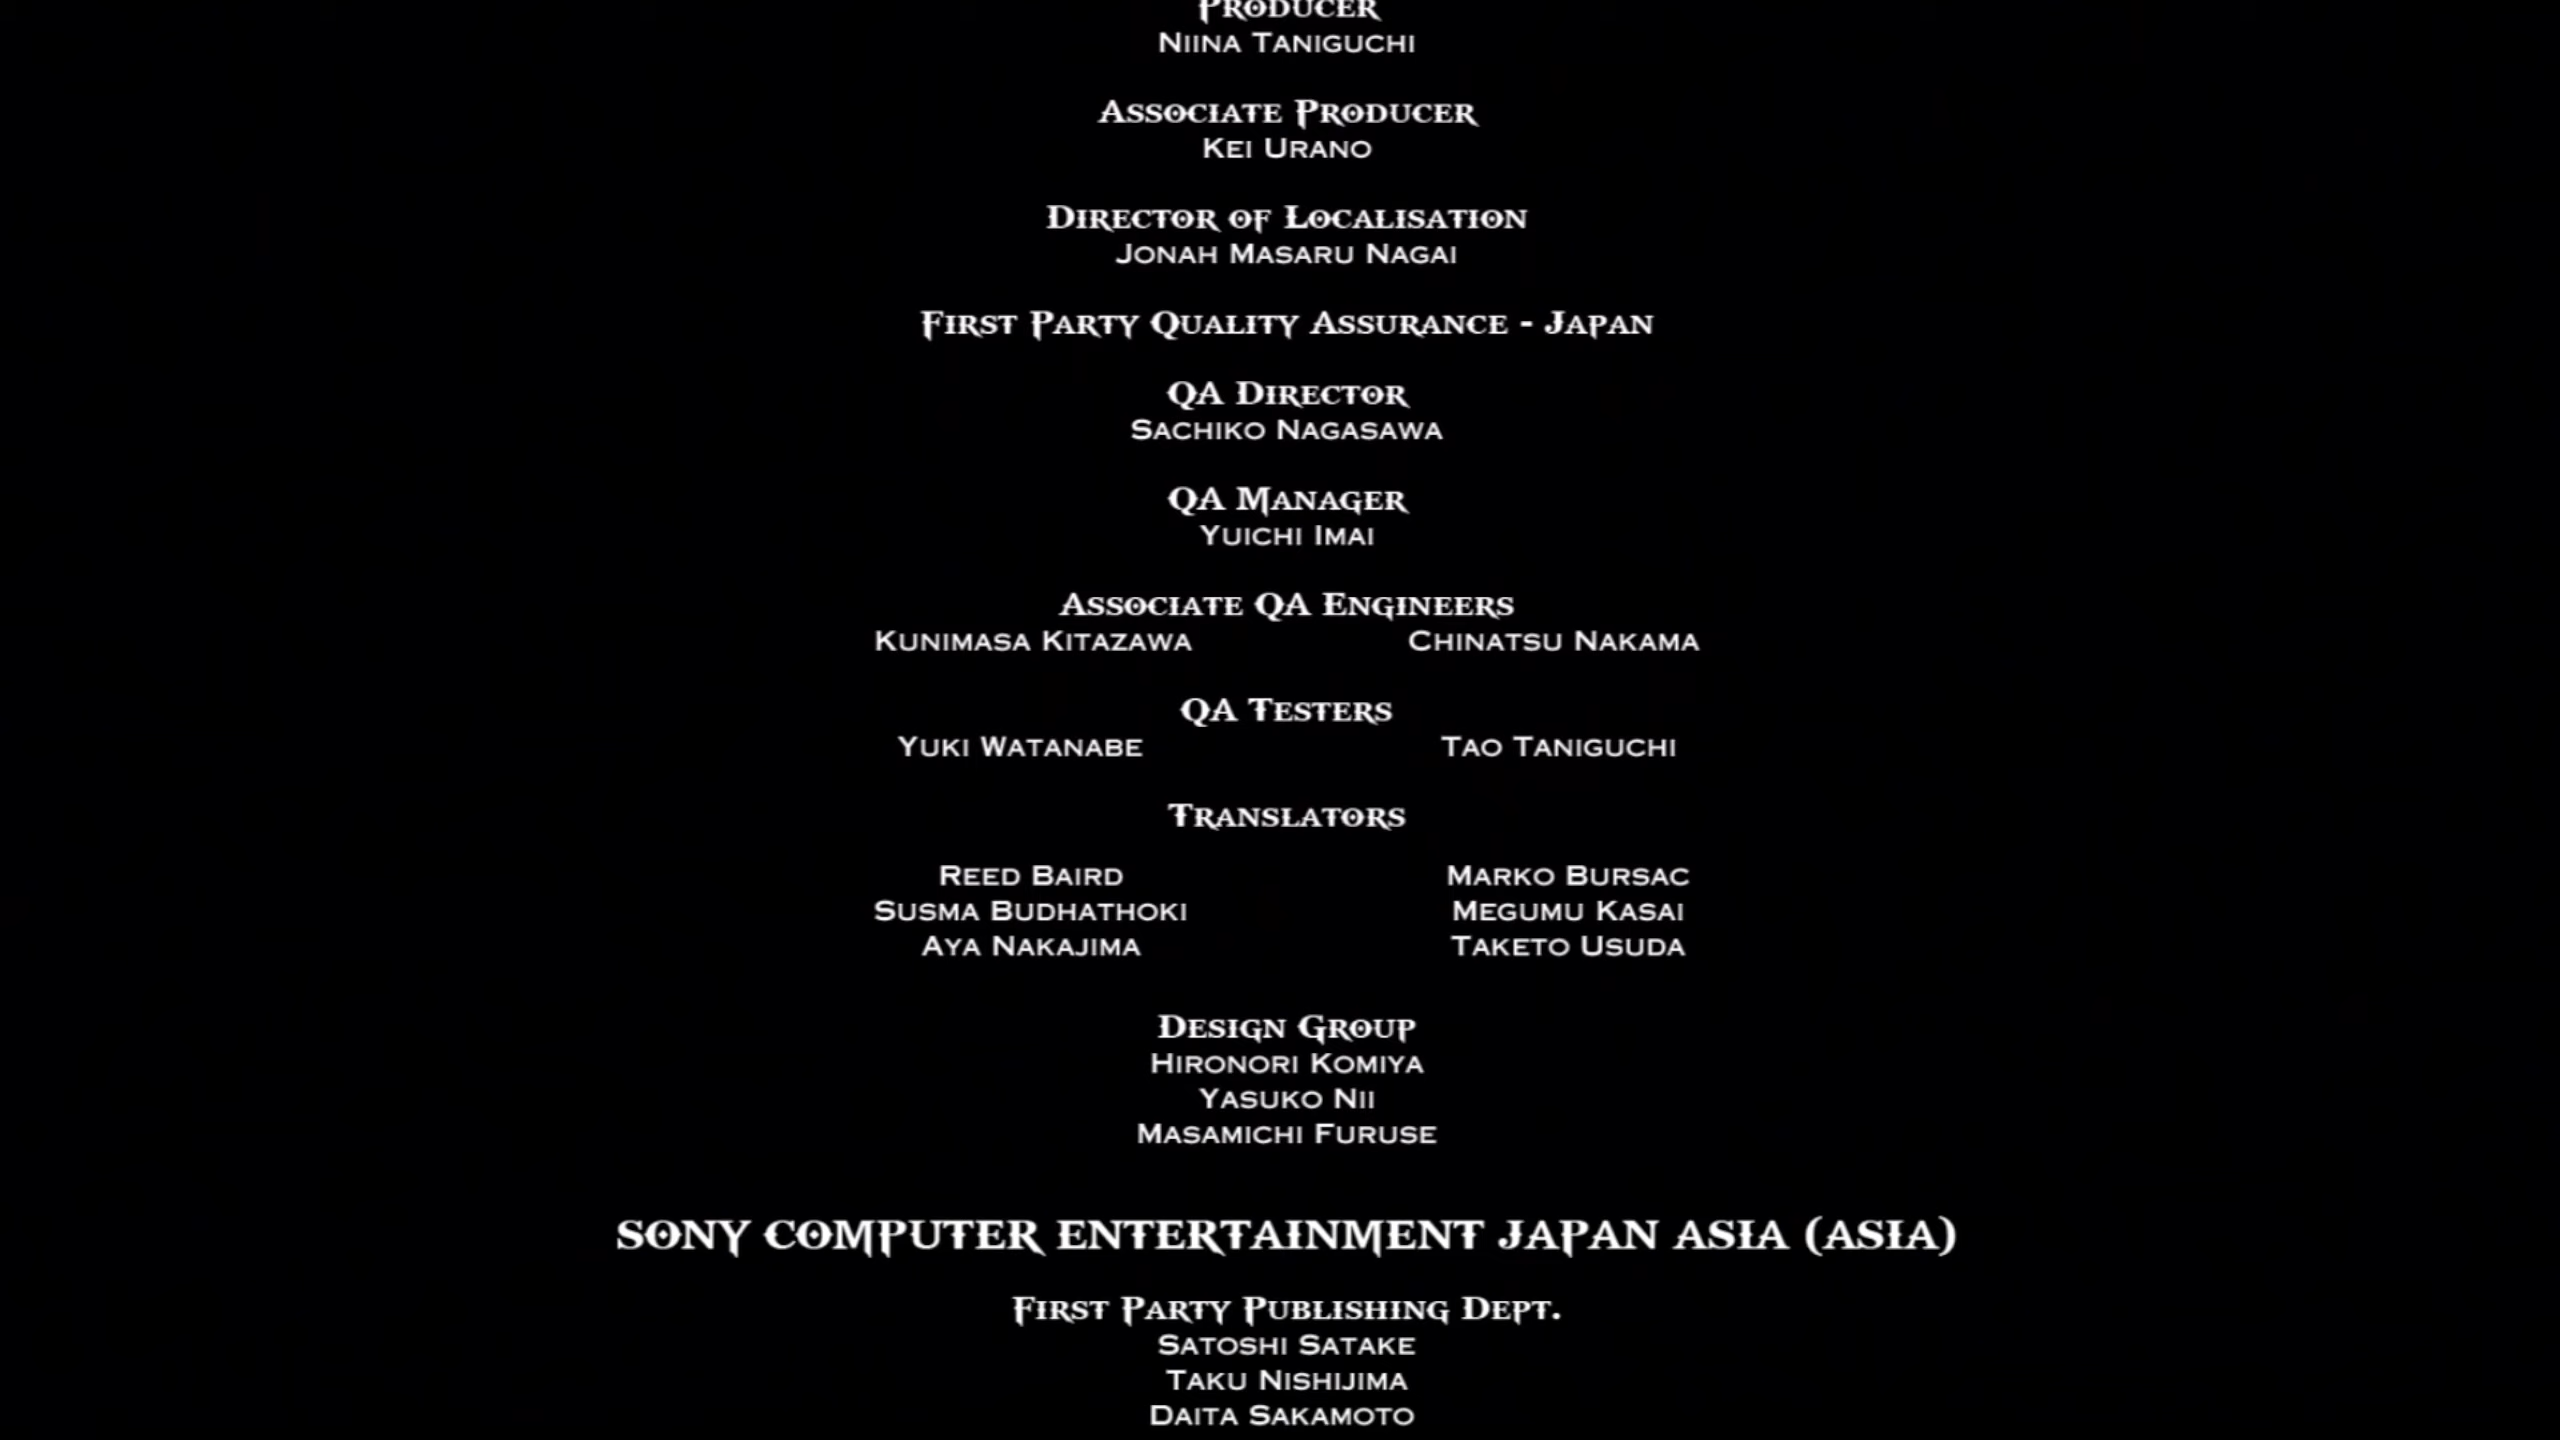 Producer
Niina Taniguchi
Associate Producer
Kei Urano
Director of Localisation
Jonah Masaru Nagai
First Party Quality Assurance - Japan
QA Director
Sachiko Nagasawa
QA Manager
Yuichi Imai
Associate QA Engineers
Kunimasa Kitazawa Chinatsu Nakama
QA Testers
Yuki Watanabe Tao Taniguchi
Translators
Reed Baird Marko Bursac
Susma Budhathoki Megumu Kasai
Aya Nakajima Taketo Usuda
Design Group
Hironori Komiya
Yasuko Nii
Masamichi Furuse
SONY COMPUTER ENTERTAINMENT JAPAN ASIA (ASIA)
First Party Publishing Dept.
Satoshi Satake
Taku Nishijima
Daita Sakamoto